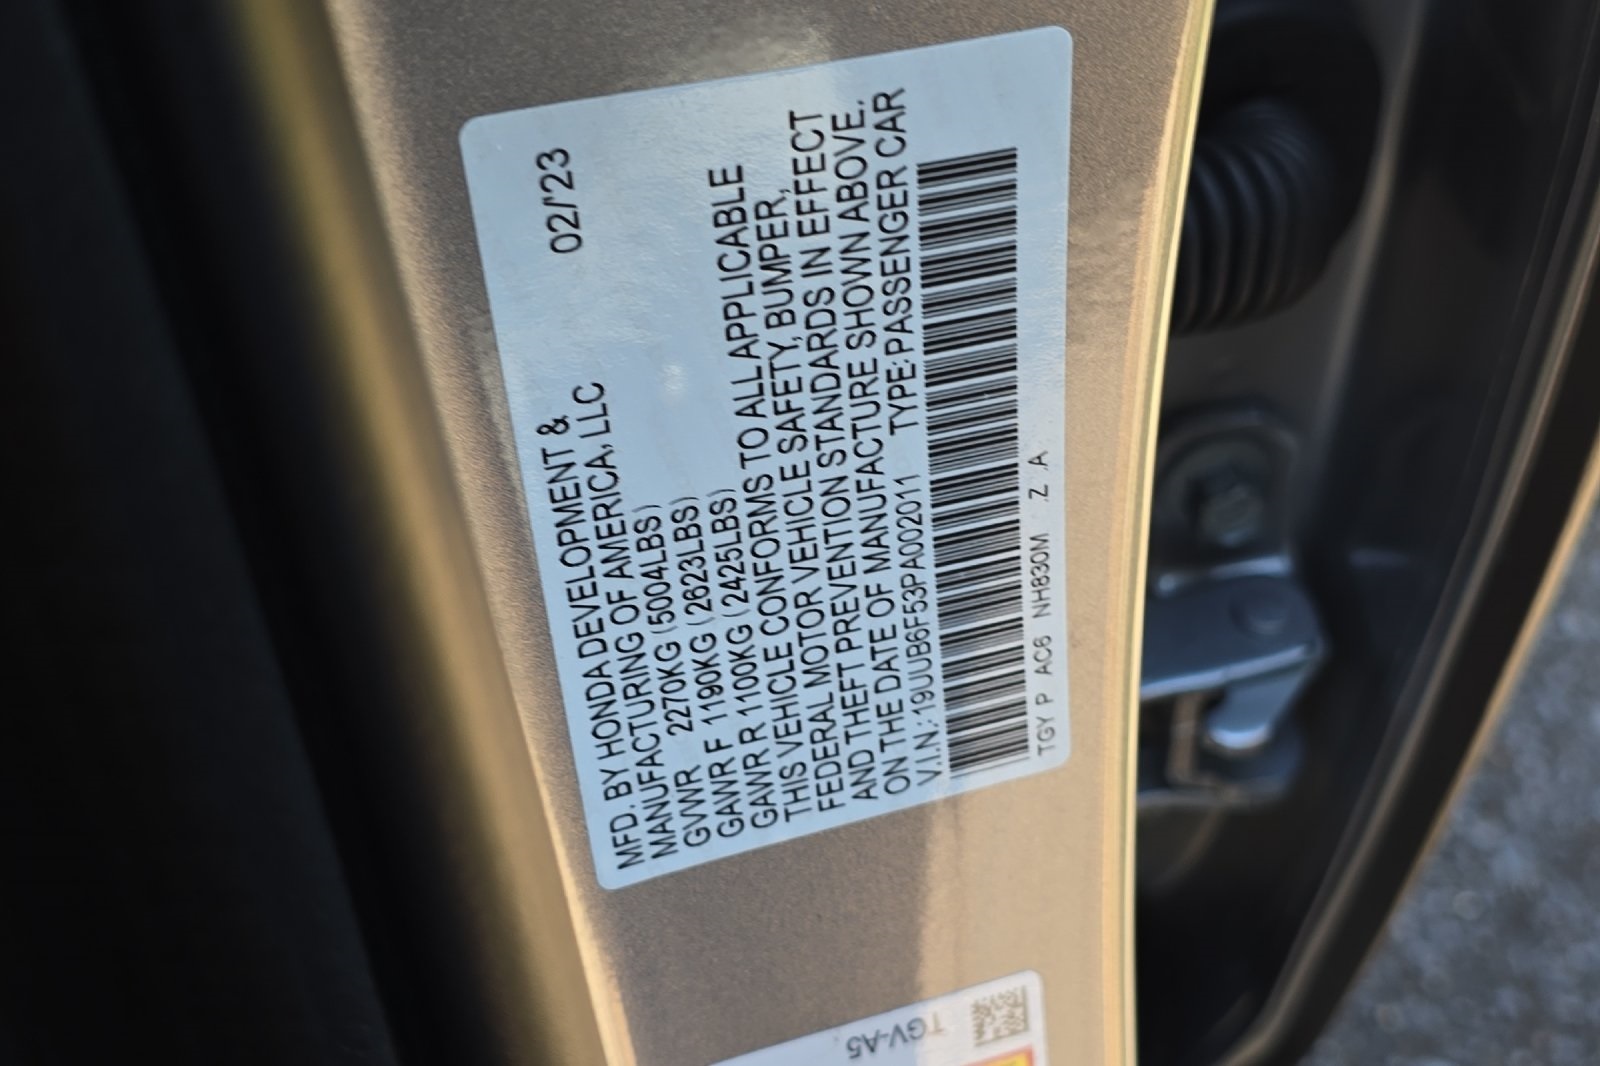 MFD. BY HONDA DEVELOPMENT & 02/'23
MANUFACTURING OF AMERICA, LLC
GVWR 2270KG (5004LBS)
GAWR F 1190KG (2623LBS)
GAWR R 1100KG (2425LBS)
THIS VEHICLE CONFORMS TO ALL APPLICABLE
FEDERAL MOTOR VEHICLE SAFETY, BUMPER,
AND THEFT PREVENTION STANDARDS IN EFFECT
ON THE DATE OF MANUFACTURE SHOWN ABOVE.
V.I.N.: 19UUB6F53PA002011 TYPE: PASSENGER CAR
TGY P AC6 NH830M Z A
TGV-A5